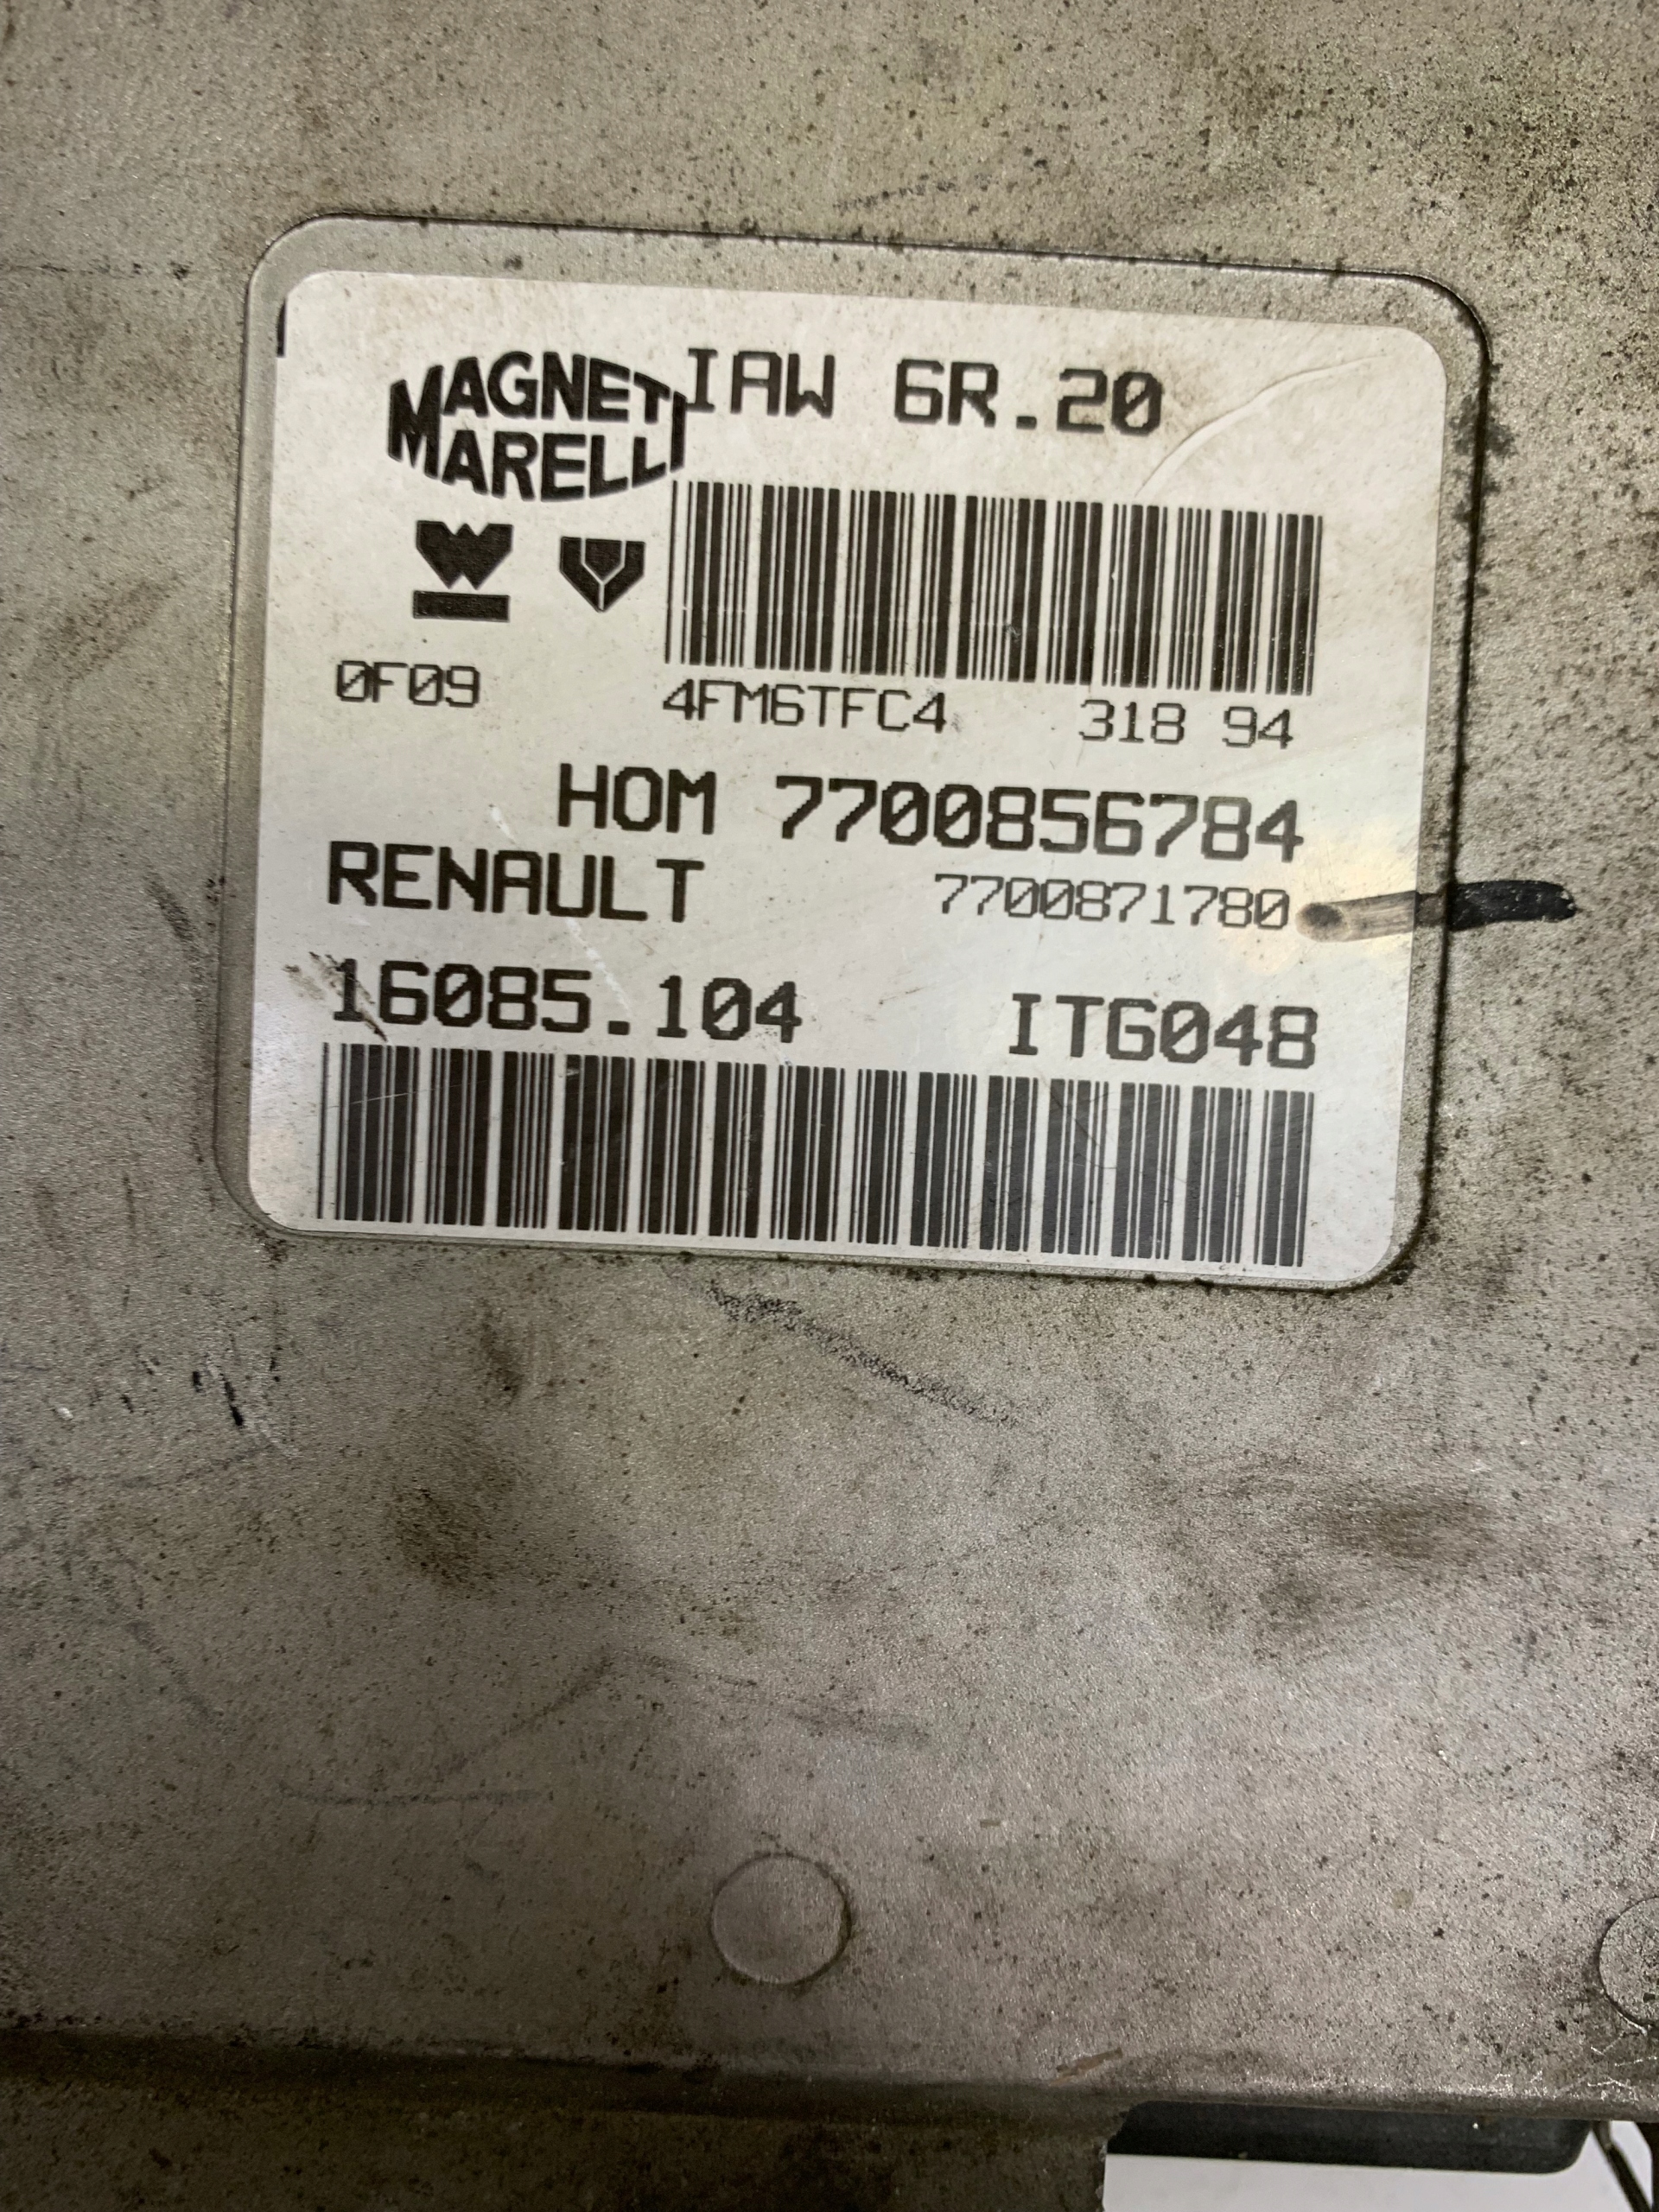 MAGNETI
MARELLI
IAW 6R.20
0F09 4FM6TFC4 318 94
HOM 7700856784
RENAULT 7700871780
16085.104 ITG048